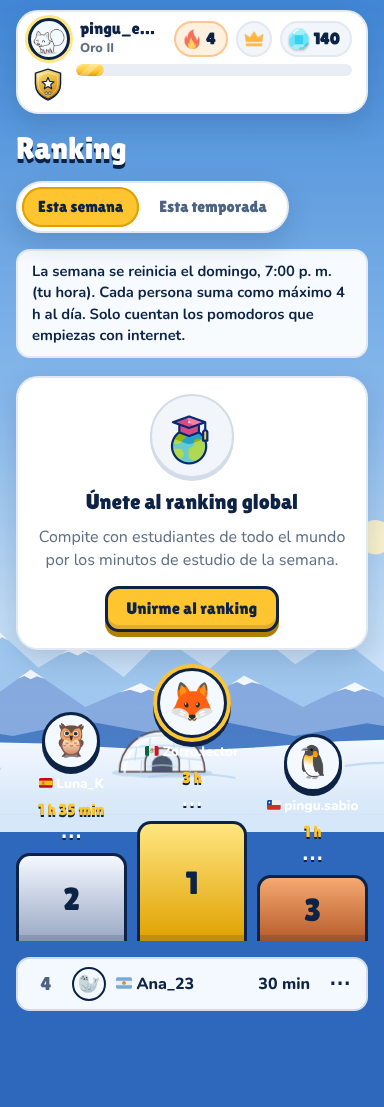 pingu_e...
Oro II
4
140
Ranking
Esta semana
Esta temporada
La semana se reinicia el domingo, 7:00 p. m.
(tu hora). Cada persona suma como máximo 4
h al día. Solo cuentan los pomodoros que
empiezas con internet.
Únete al ranking global
Compite con estudiantes de todo el mundo
por los minutos de estudio de la semana.
Unirme al ranking
3 h
...
Luna_K
1 h 35 min
...
pingu.sabio
1 h
...
2
1
3
4
Ana_23
30 min
...